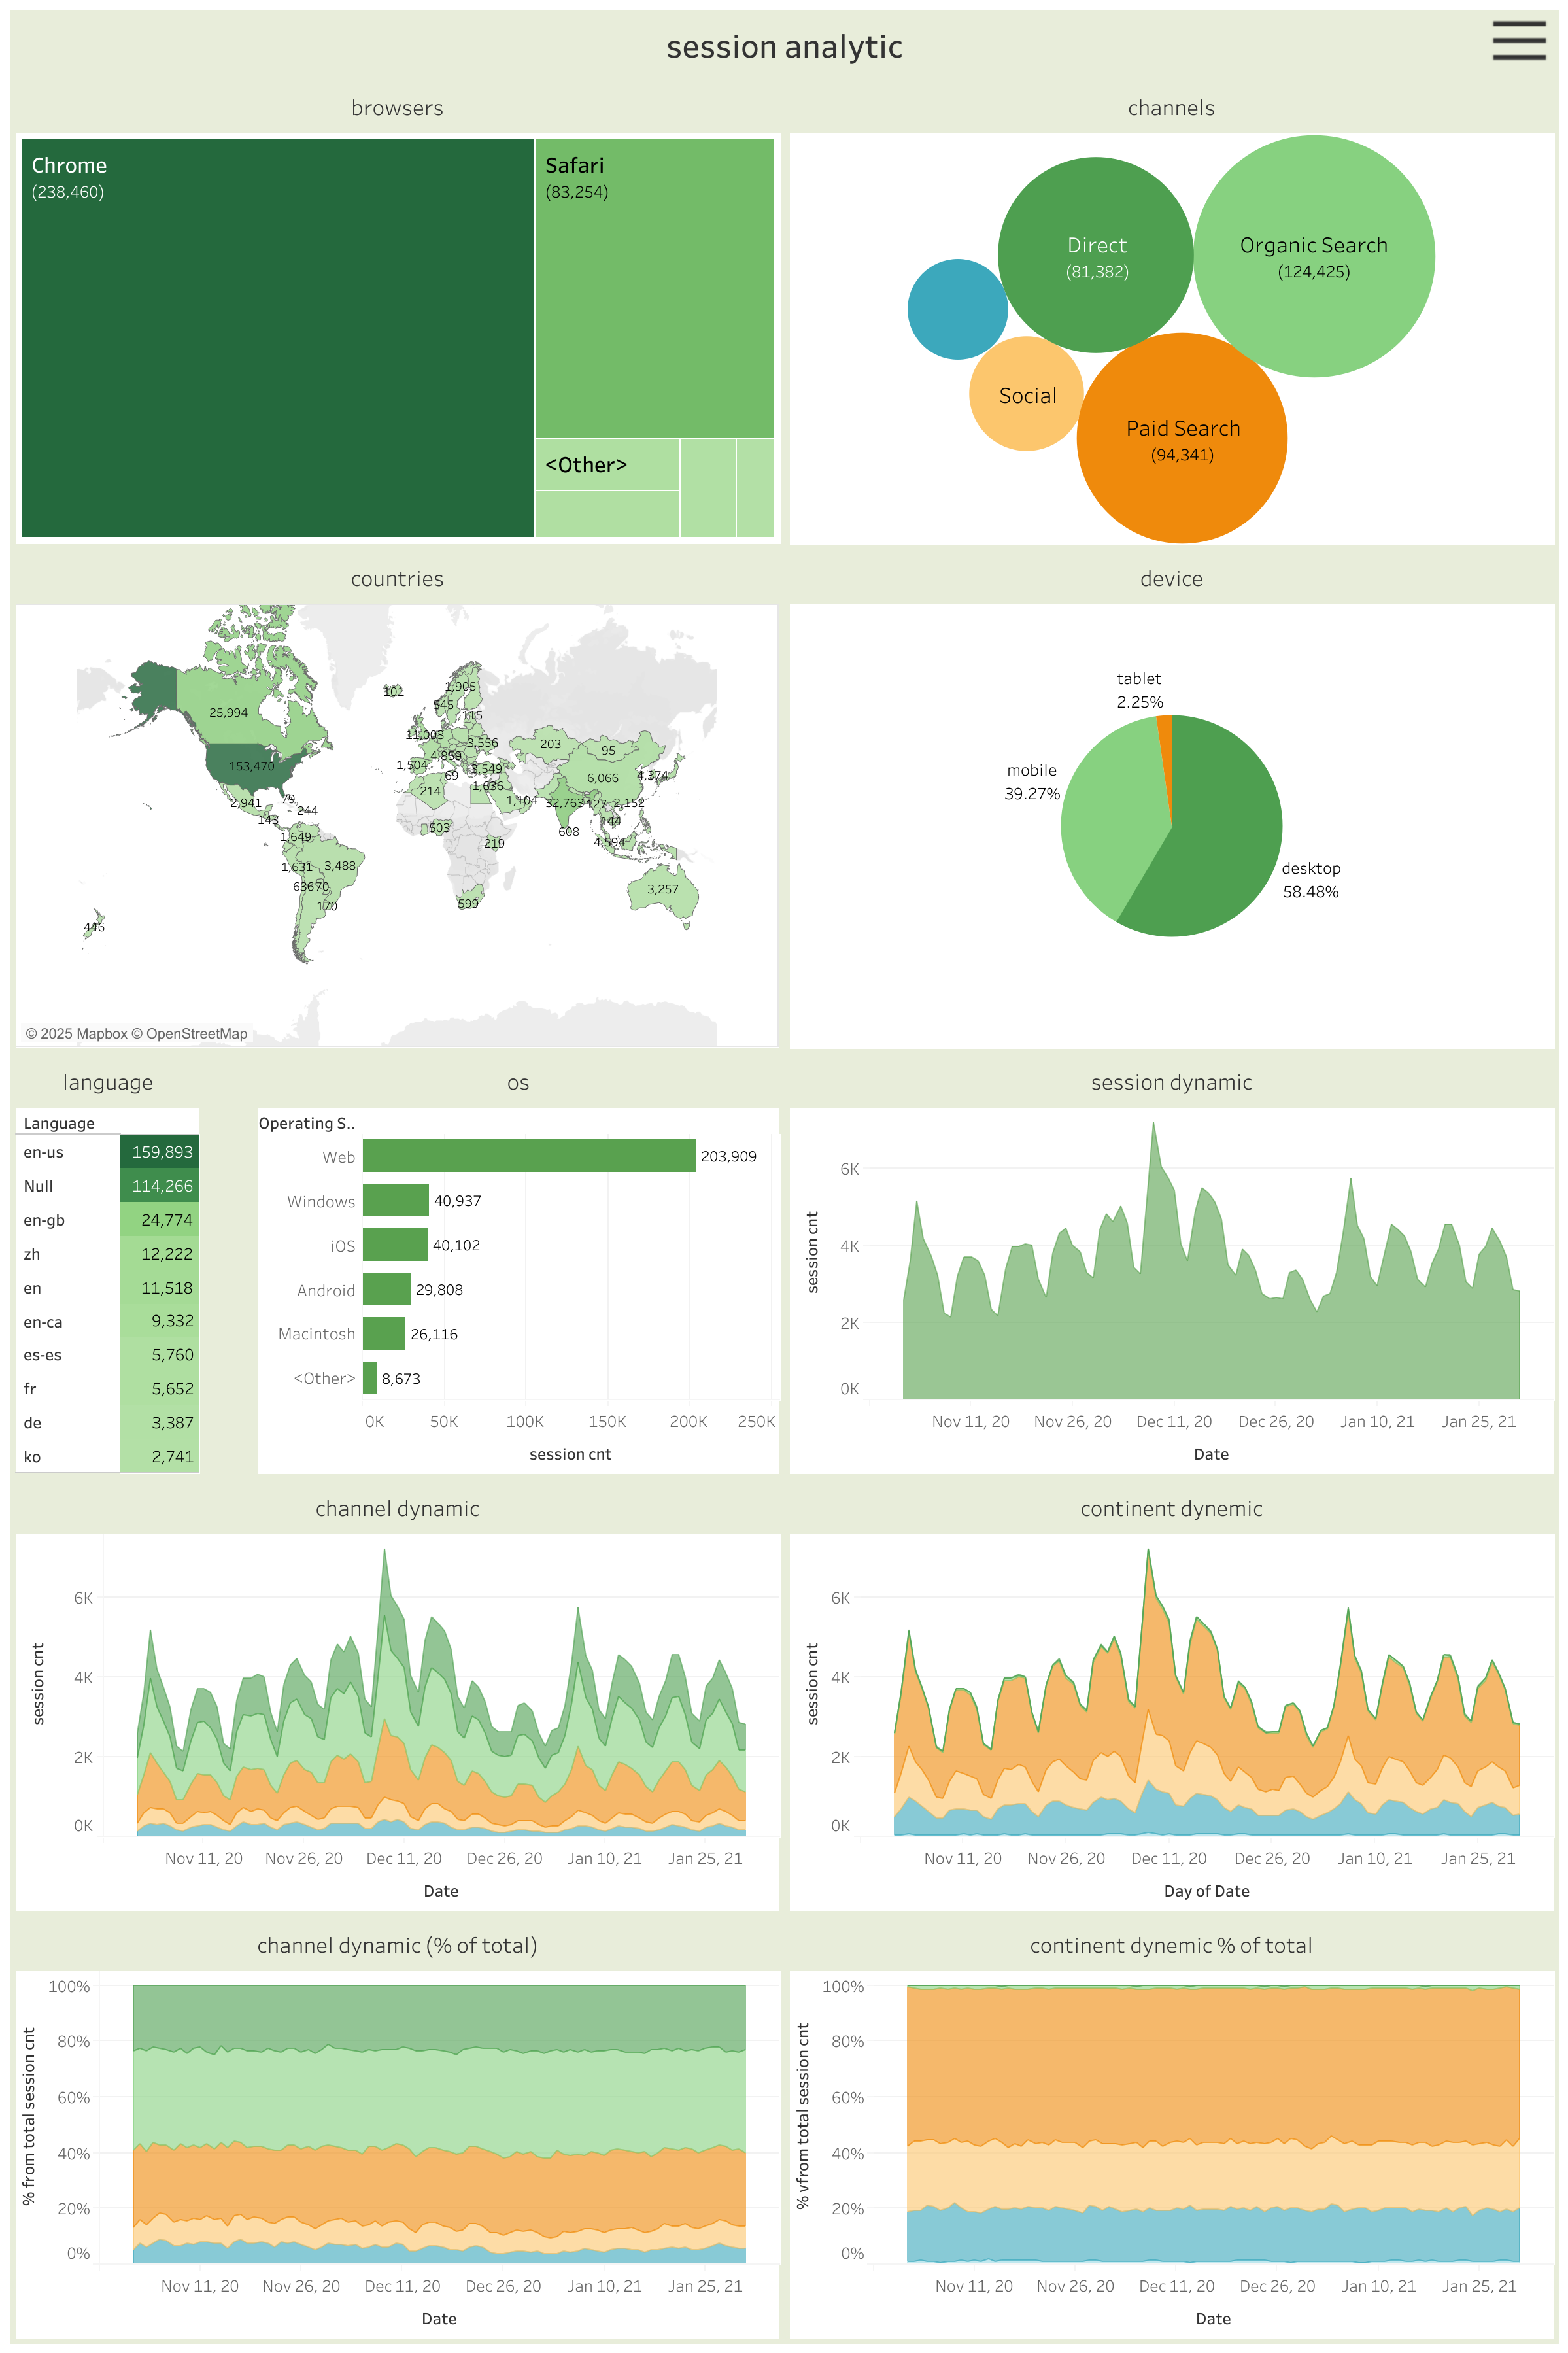 session analytic
browsers
channels
Chrome
(238,460)
Safari
(83,254)
<Other>
Direct
(81,382)
Organic Search
(124,425)
Social
Paid Search
(94,341)
countries
device
101
1,905
545
115
25,994
11,003
3,556
203
95
4,859
153,470
1,504
3,549
69
6,066
4,374
1,636
214
2,941
79
1,104
32,763
127
2,152
244
143
144
503
608
1,649
219
4,594
1,631
3,488
636
70
3,257
170
599
446
© 2025 Mapbox © OpenStreetMap
tablet
2.25%
mobile
39.27%
desktop
58.48%
language
os
session dynamic
Language
en-us 159,893
Null 114,266
en-gb 24,774
zh 12,222
en 11,518
en-ca 9,332
es-es 5,760
fr 5,652
de 3,387
ko 2,741
Operating S..
Web 203,909
Windows 40,937
iOS 40,102
Android 29,808
Macintosh 26,116
<Other> 8,673
0K 50K 100K 150K 200K 250K
session cnt
session cnt
6K
4K
2K
0K
Nov 11, 20 Nov 26, 20 Dec 11, 20 Dec 26, 20 Jan 10, 21 Jan 25, 21
Date
channel dynamic
continent dynemic
session cnt
6K
4K
2K
0K
Nov 11, 20 Nov 26, 20 Dec 11, 20 Dec 26, 20 Jan 10, 21 Jan 25, 21
Date
session cnt
6K
4K
2K
0K
Nov 11, 20 Nov 26, 20 Dec 11, 20 Dec 26, 20 Jan 10, 21 Jan 25, 21
Day of Date
channel dynamic (% of total)
continent dynemic % of total
% from total session cnt
100%
80%
60%
40%
20%
0%
Nov 11, 20 Nov 26, 20 Dec 11, 20 Dec 26, 20 Jan 10, 21 Jan 25, 21
Date
% vfrom total session cnt
100%
80%
60%
40%
20%
0%
Nov 11, 20 Nov 26, 20 Dec 11, 20 Dec 26, 20 Jan 10, 21 Jan 25, 21
Date